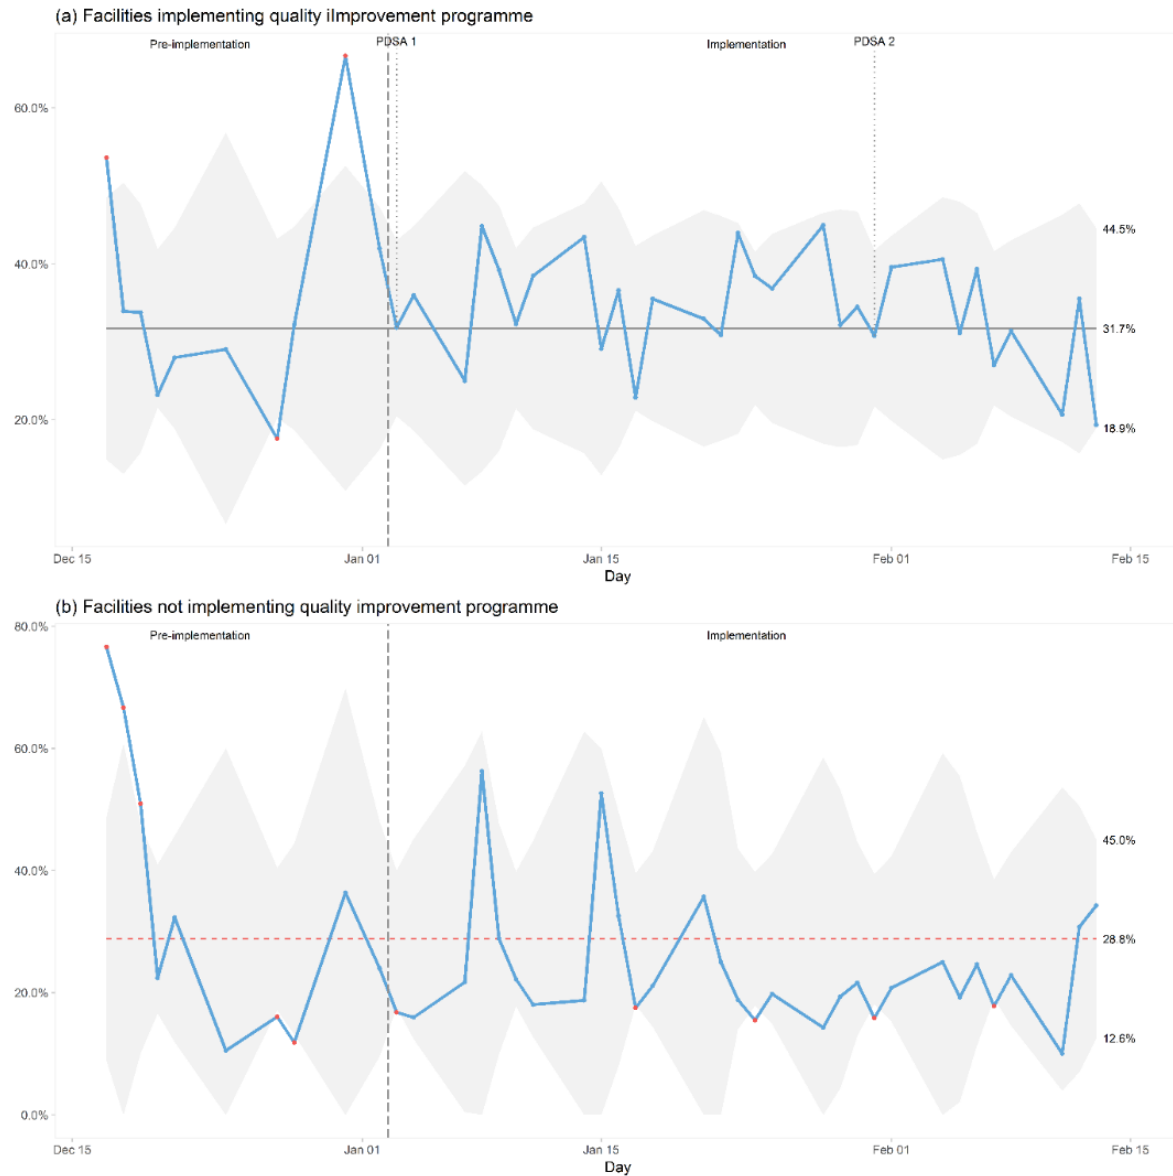 (a) Facilities implementing quality iImprovement programme
Pre-implementation
PDSA 1
Implementation
PDSA 2
60.0%
40.0%
20.0%
44.5%
31.7%
18.9%
Dec 15
Jan 01
Jan 15
Feb 01
Feb 15
Day
(b) Facilities not implementing quality improvement programme
Pre-implementation
Implementation
80.0%
60.0%
40.0%
20.0%
0.0%
45.0%
28.8%
12.6%
Dec 15
Jan 01
Jan 15
Feb 01
Feb 15
Day